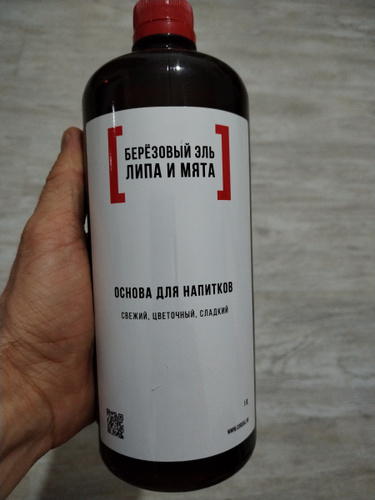 БЕРЁЗОВЫЙ ЭЛЬ
ЛИПА И МЯТА
ОСНОВА ДЛЯ НАПИТКОВ
СВЕЖИЙ, ЦВЕТОЧНЫЙ, СЛАДКИЙ